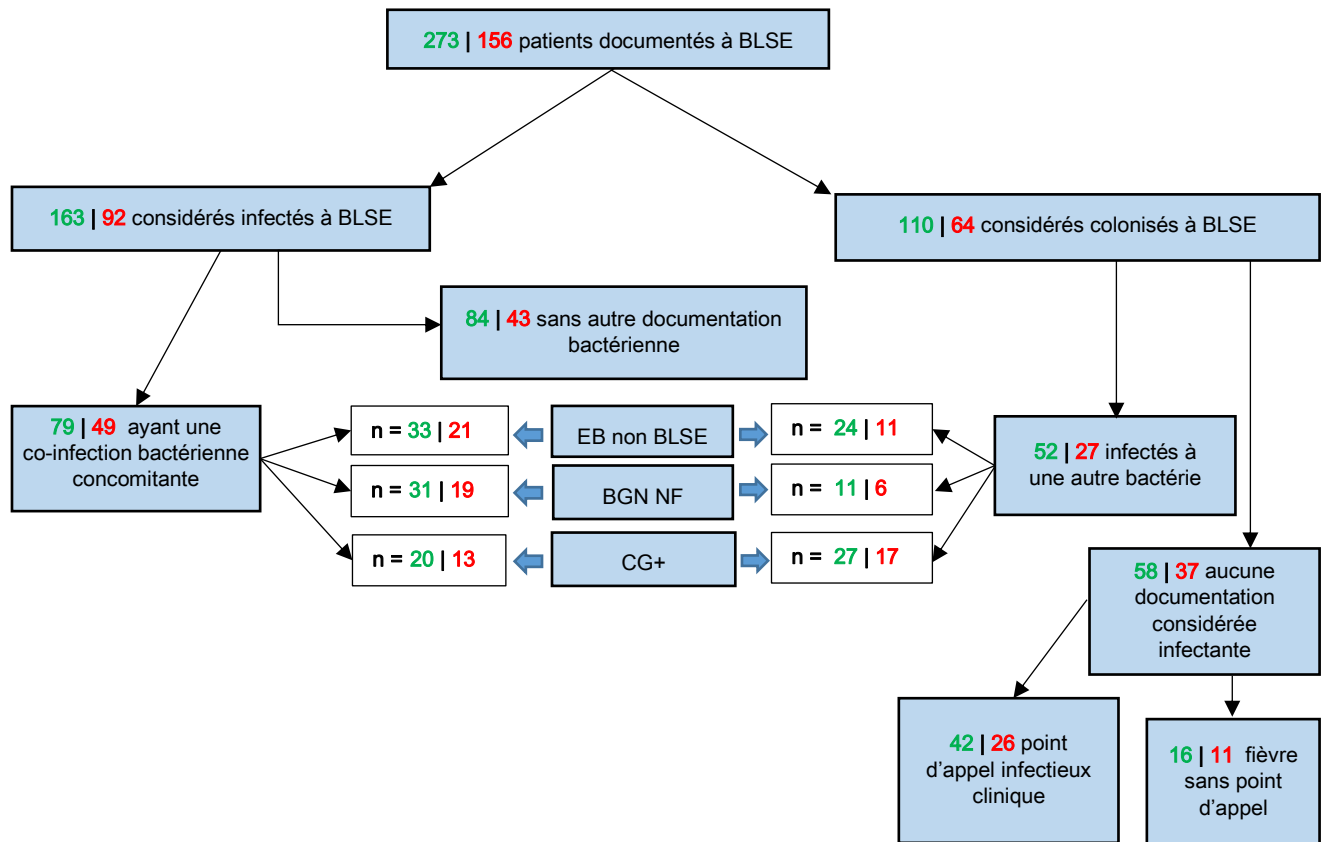 273 | 156 patients documentés à BLSE
163 | 92 considérés infectés à BLSE
110 | 64 considérés colonisés à BLSE
84 | 43 sans autre documentation
bactérienne
79 | 49 ayant une
co-infection bactérienne
concomitante
n = 33 | 21
EB non BLSE
n = 24 | 11
n = 31 | 19
BGN NF
n = 11 | 6
n = 20 | 13
CG+
n = 27 | 17
52 | 27 infectés à
une autre bactérie
58 | 37 aucune
documentation
considérée
infectante
42 | 26 point
d'appel infectieux
clinique
16 | 11 fièvre
sans point
d'appel